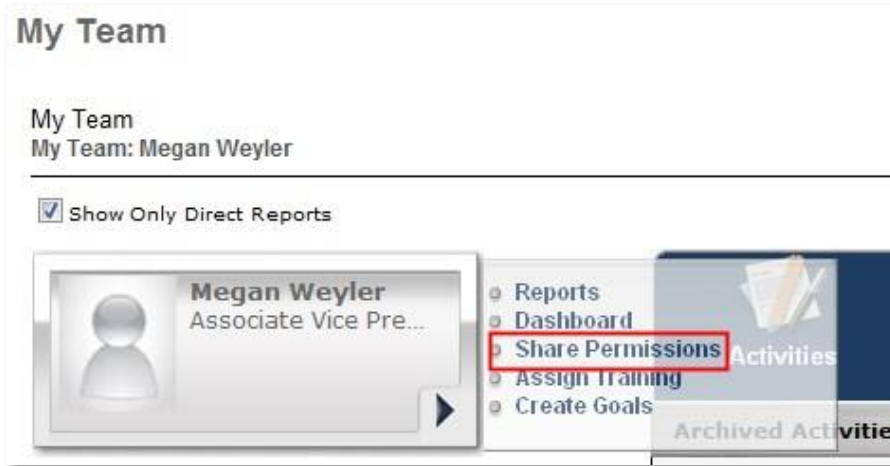 My Team
My Team
My Team: Megan Weyler
Show Only Direct Reports
Megan Weyler
Associate Vice Pre...
Reports
Dashboard
Share Permissions
Assign Training
Create Goals
Activities
Archived Activitie